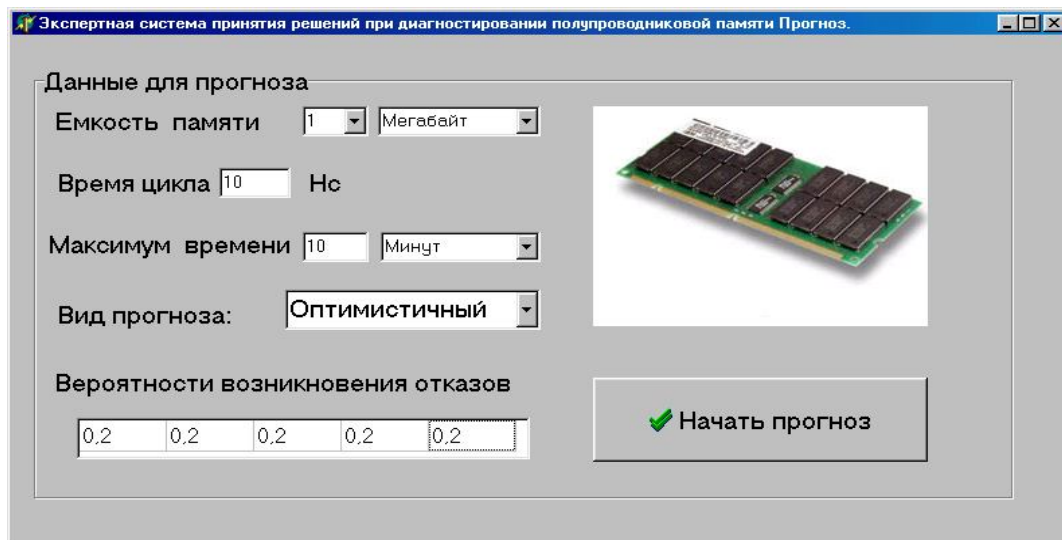 Экспертная система принятия решений при диагностировании полупроводниковой памяти Прогноз.
Данные для прогноза
Емкость памяти 1 Мегабайт
Время цикла 10 Нс
Максимум времени 10 Минут
Вид прогноза: Оптимистичный
Вероятности возникновения отказов
0,2 0,2 0,2 0,2 0,2
Начать прогноз